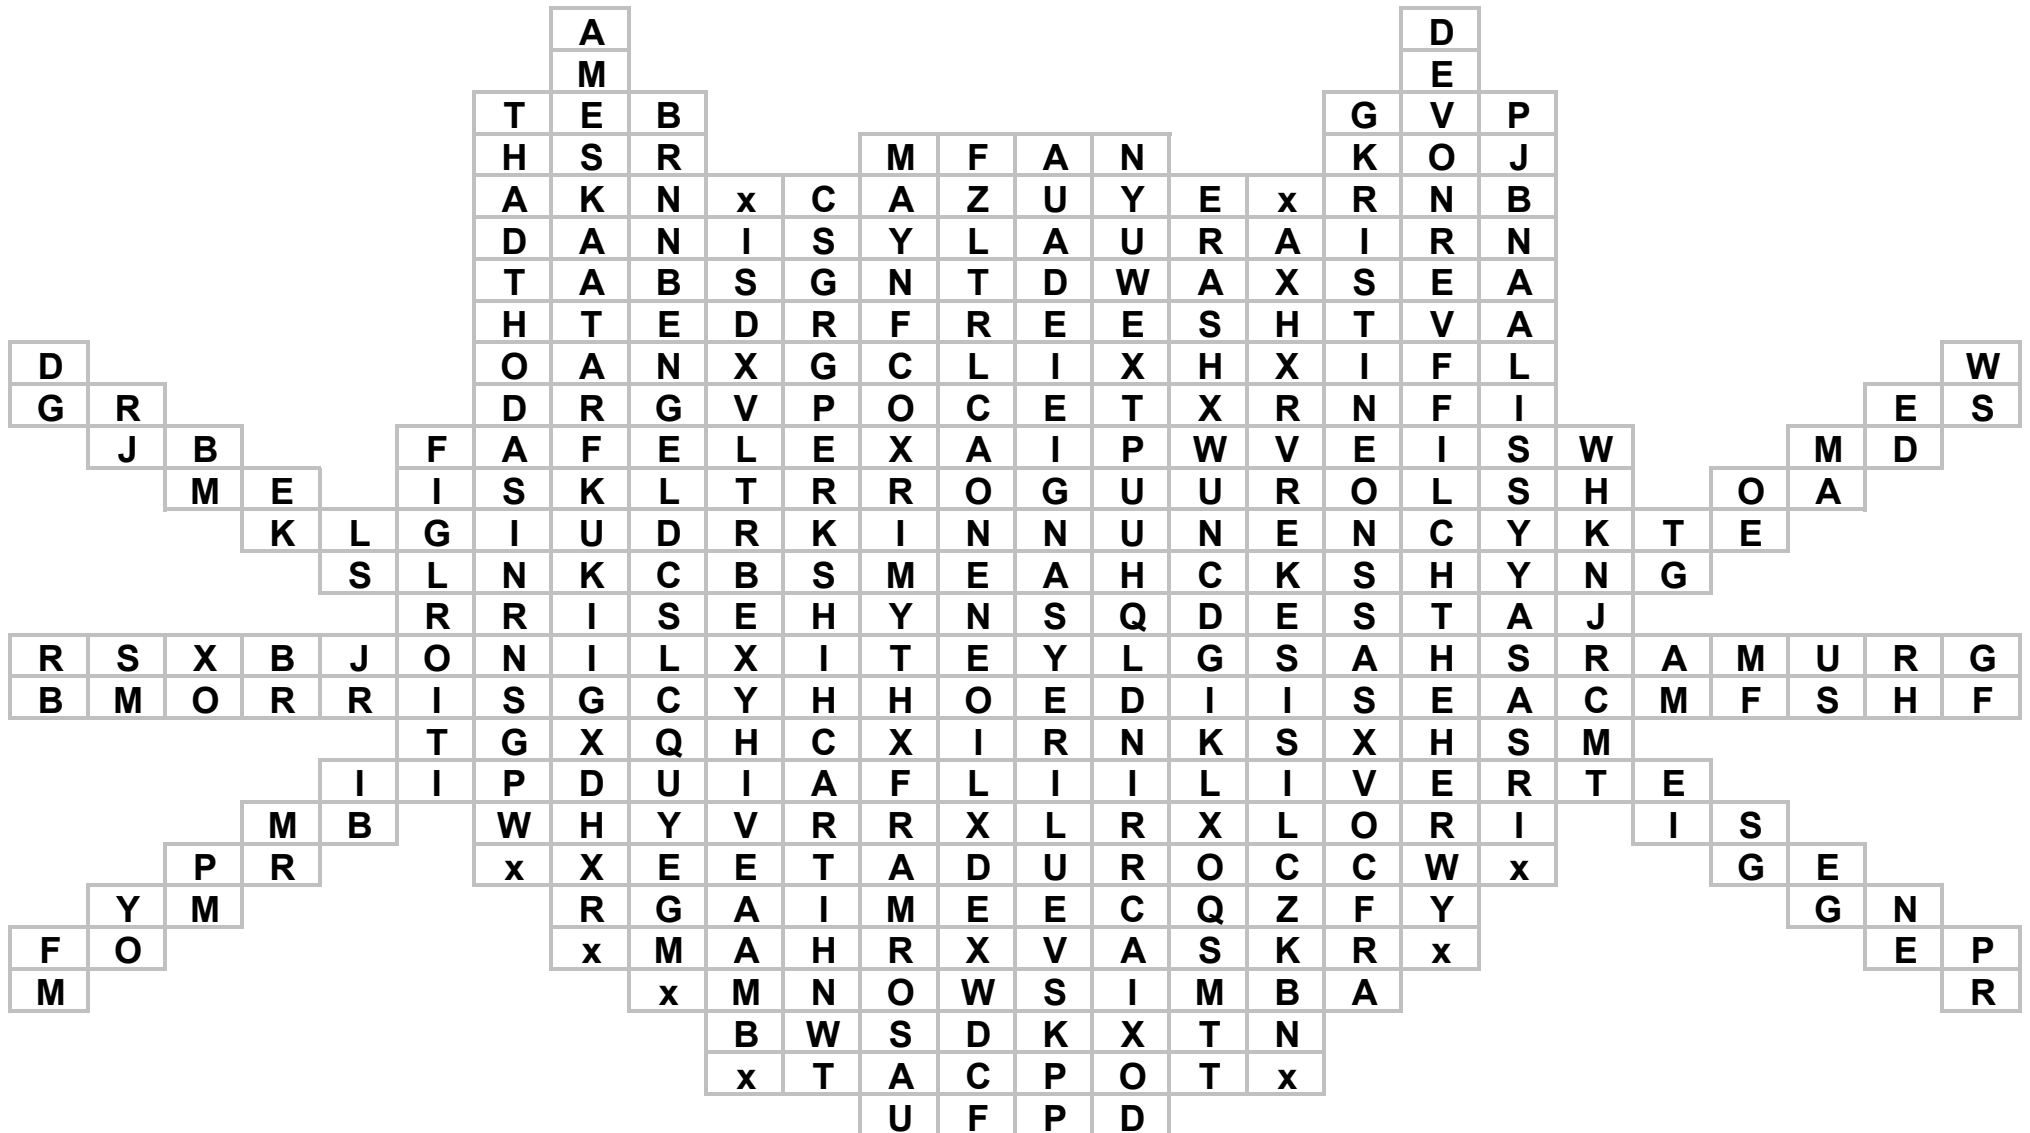 A D
M E
T E B G V P
H S R M F A N K O J
A K N x C A Z U Y E x R N B
D A N I S Y L A U R A I R N
T A B S G N T D W A X S E A
H T E D R F R E E S H T V A
D O A N X G C L I X H X I F L W
G R D R G V P O C E T X R N F I E S
J B F A F E L E X A I P W V E I S W M D
M E I S K L T R R O G U U R O L S H O A
K L G I U D R K I N N U N E N C Y K T E
S L N K C B S M E A H C K S H Y N G
R R I S E H Y N S Q D E S T A J
R S X B J O N I L X I T E Y L G S A H S R A M U R G
B M O R R I S G C Y H H O E D I I S E A C M F S H F
T G X Q H C X I R N K S X H S M
I I P D U I A F L I I L I V E R T E
M B W H Y V R R X L R X L O R I I S
P R x X E E T A D U R O C C W x G E
Y M R G A I M E E C Q Z F Y G N
F O x M A H R X V A S K R x E P
M x M N O W S I M B A R
B W S D K X T N
x T A C P O T x
U F P D